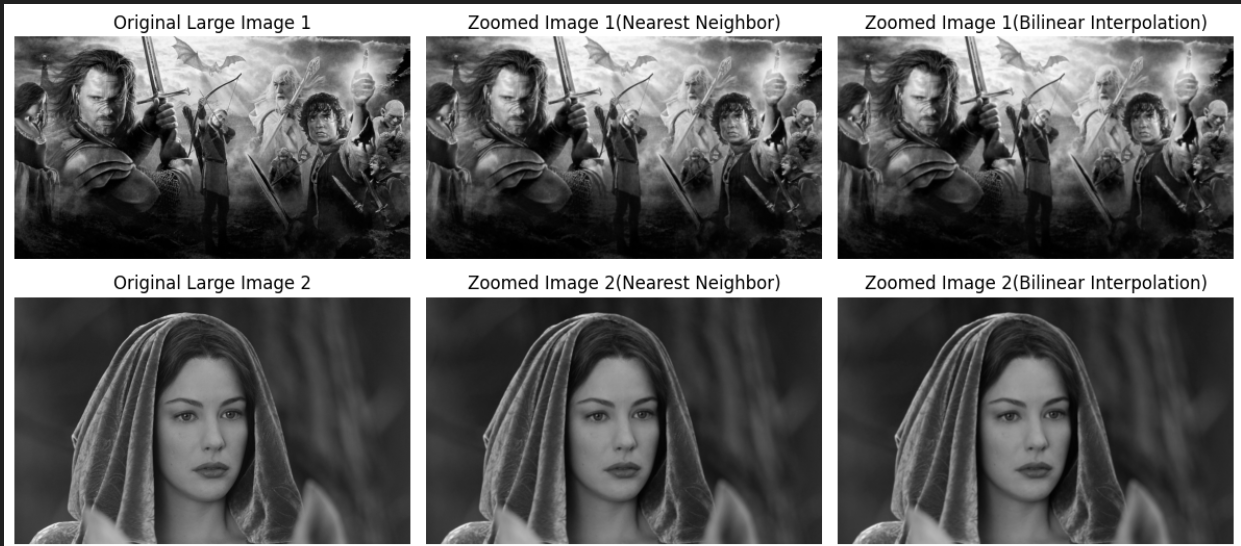 Original Large Image 1
Zoomed Image 1(Nearest Neighbor)
Zoomed Image 1(Bilinear Interpolation)
Original Large Image 2
Zoomed Image 2(Nearest Neighbor)
Zoomed Image 2(Bilinear Interpolation)